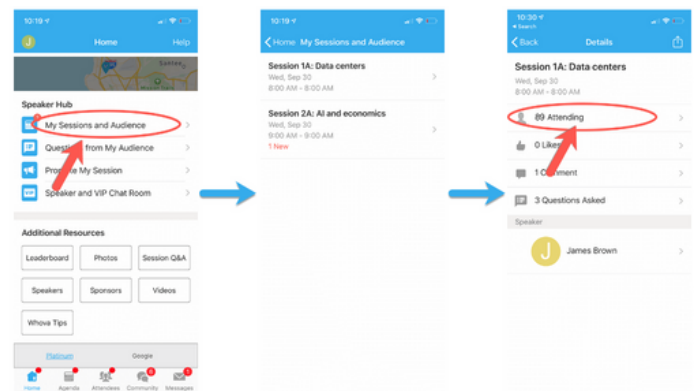 10:19
J
Home
Help
Santee
Speaker Hub
My Sessions and Audience
Questions from My Audience
Promote My Session
Speaker and VIP Chat Room
VIP
Additional Resources
Leaderboard
Photos
Session Q&A
Speakers
Sponsors
Videos
Whova Tips
Platinum
Google
Home
Agenda
Attendees
Community
Messages
10:19
Home My Sessions and Audience
Session 1A: Data centers
Wed, Sep 30
8:00 AM - 8:00 AM
Session 2A: AI and economics
Wed, Sep 30
9:00 AM - 9:00 AM
1 New
10:30
Search
Back
Details
Session 1A: Data centers
Wed, Sep 30
8:00 AM - 8:00 AM
89 Attending
0 Likes
1 Comment
3 Questions Asked
Speaker
J
James Brown